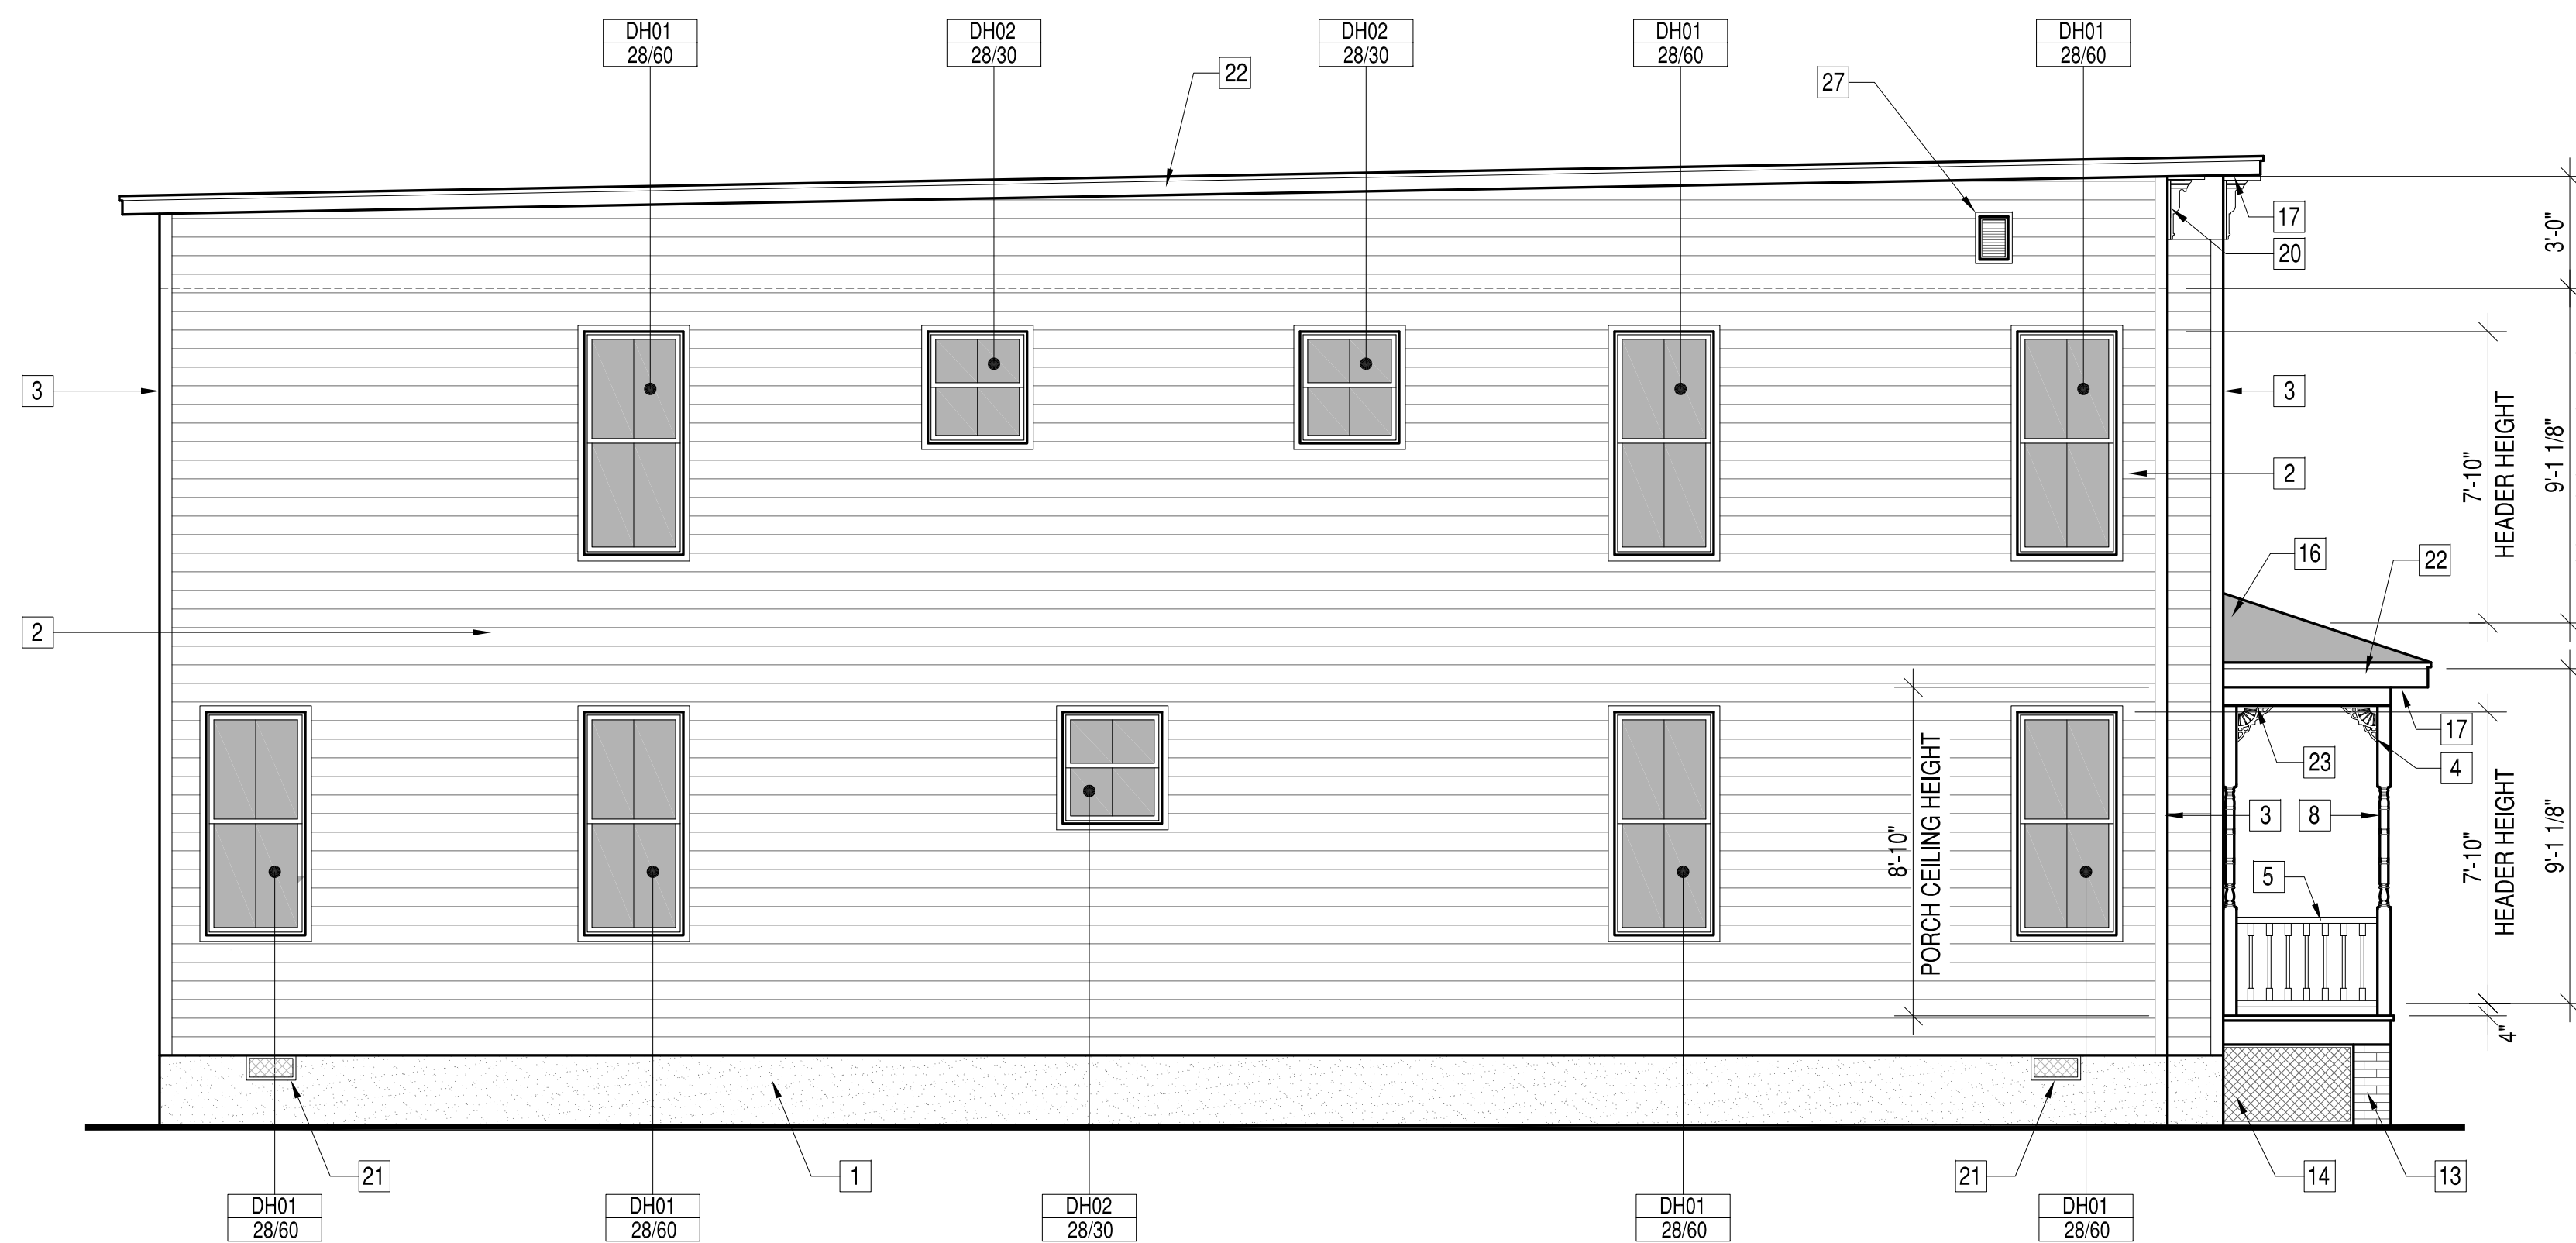 DH01
28/60
DH02
28/30
DH02
28/30
DH01
28/60
DH01
28/60
22
27
17
20
3'-0"
3
3
2
7'-10"
HEADER HEIGHT
9'-1 1/8"
16
22
2
17
23
4
3
8
5
8'-10"
PORCH CEILING HEIGHT
7'-10"
HEADER HEIGHT
9'-1 1/8"
4"
21
1
21
14
13
DH01
28/60
DH01
28/60
DH02
28/30
DH01
28/60
DH01
28/60